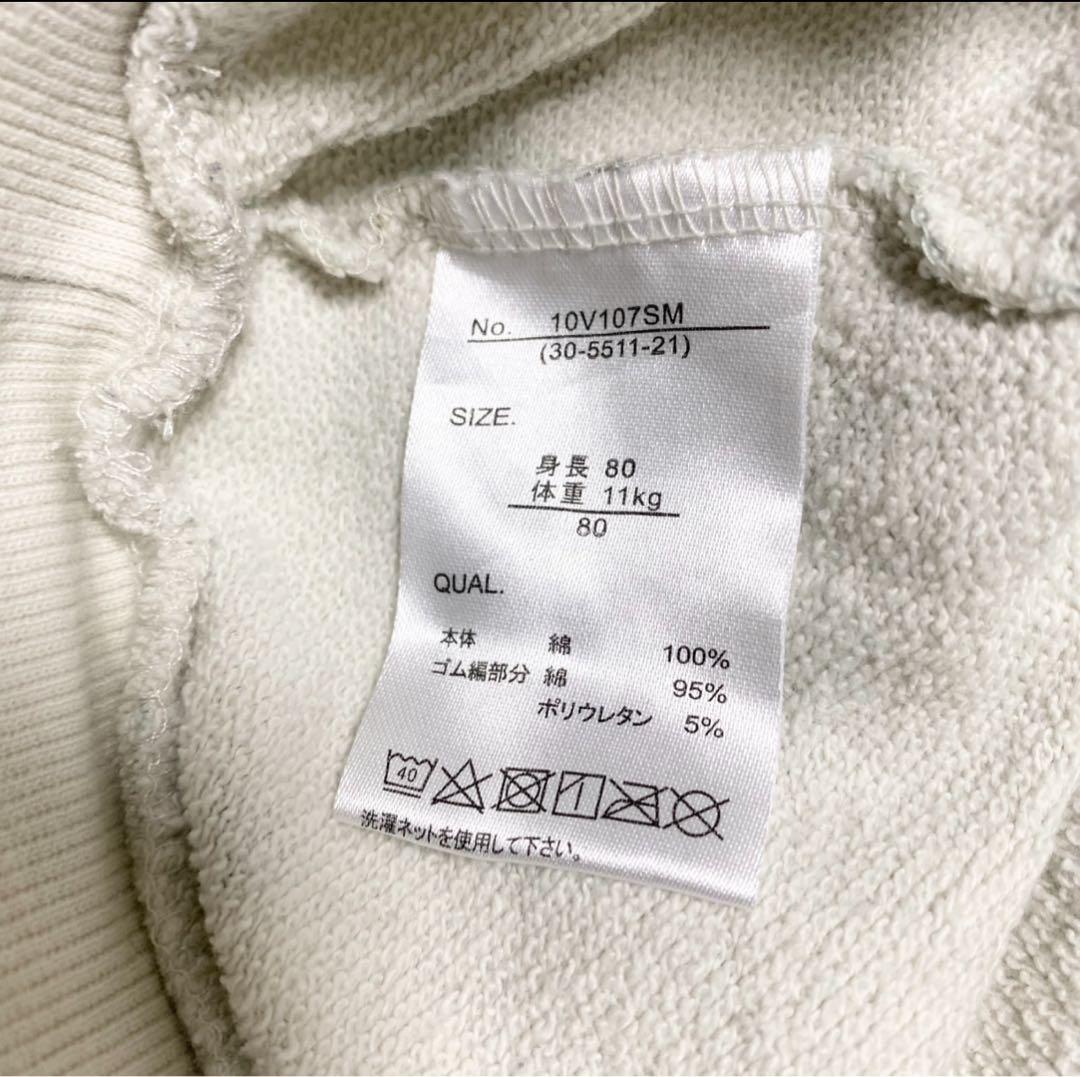 No. 10V107SM
(30-5511-21)
SIZE.
身長 80
体重 11kg
80
QUAL.
本体 綿 100%
ゴム編部分 綿 95%
ポリウレタン 5%
40
洗濯ネットを使用して下さい。